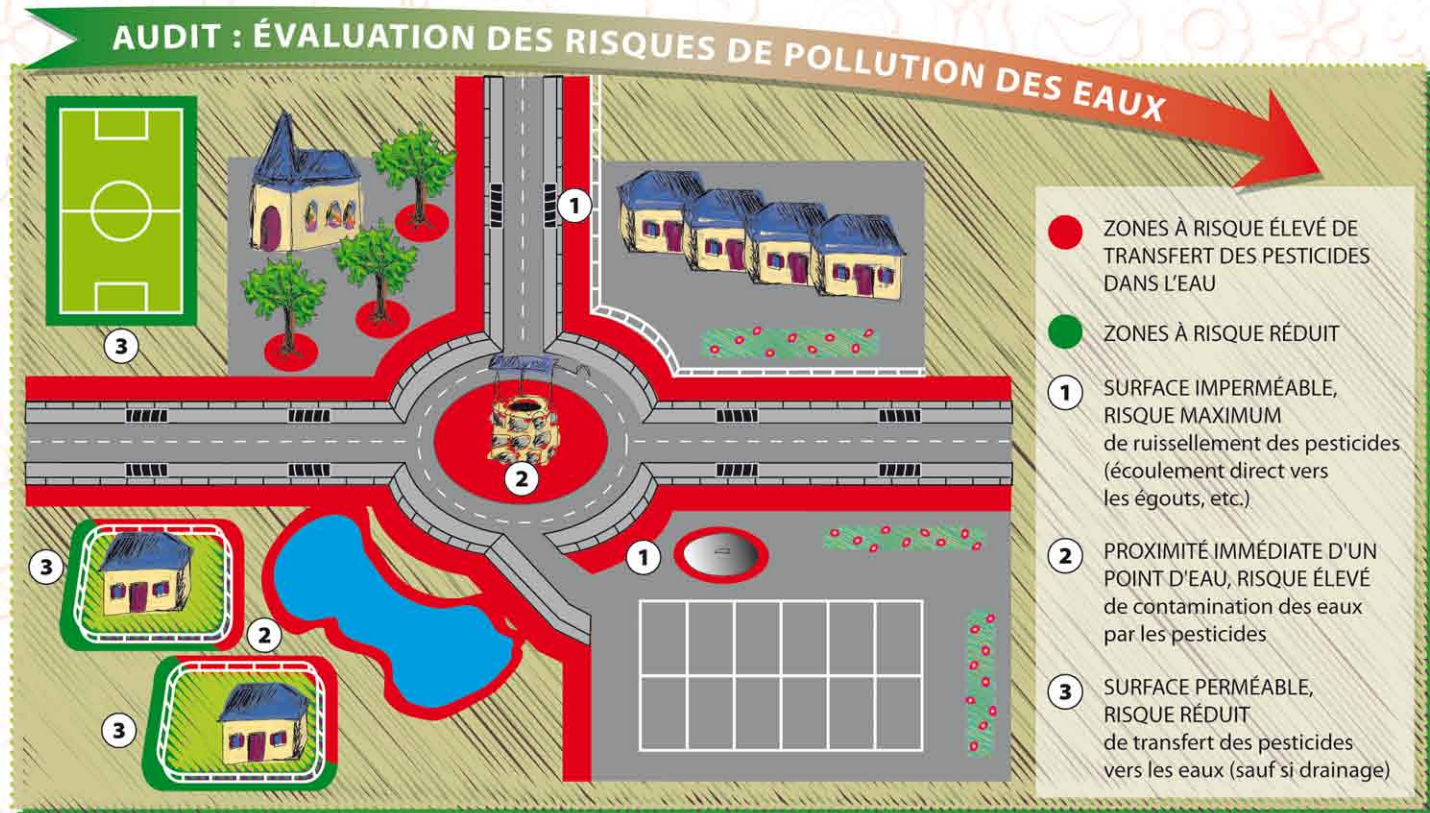 AUDIT : ÉVALUATION DES RISQUES DE POLLUTION DES EAUX
1
3
2
1
3
2
3
ZONES À RISQUE ÉLEVÉ DE
TRANSFERT DES PESTICIDES
DANS L'EAU
ZONES À RISQUE RÉDUIT
1 SURFACE IMPERMÉABLE,
RISQUE MAXIMUM
de ruissellement des pesticides
(écoulement direct vers
les égouts, etc.)
2 PROXIMITÉ IMMÉDIATE D'UN
POINT D'EAU, RISQUE ÉLEVÉ
de contamination des eaux
par les pesticides
3 SURFACE PERMÉABLE,
RISQUE RÉDUIT
de transfert des pesticides
vers les eaux (sauf si drainage)